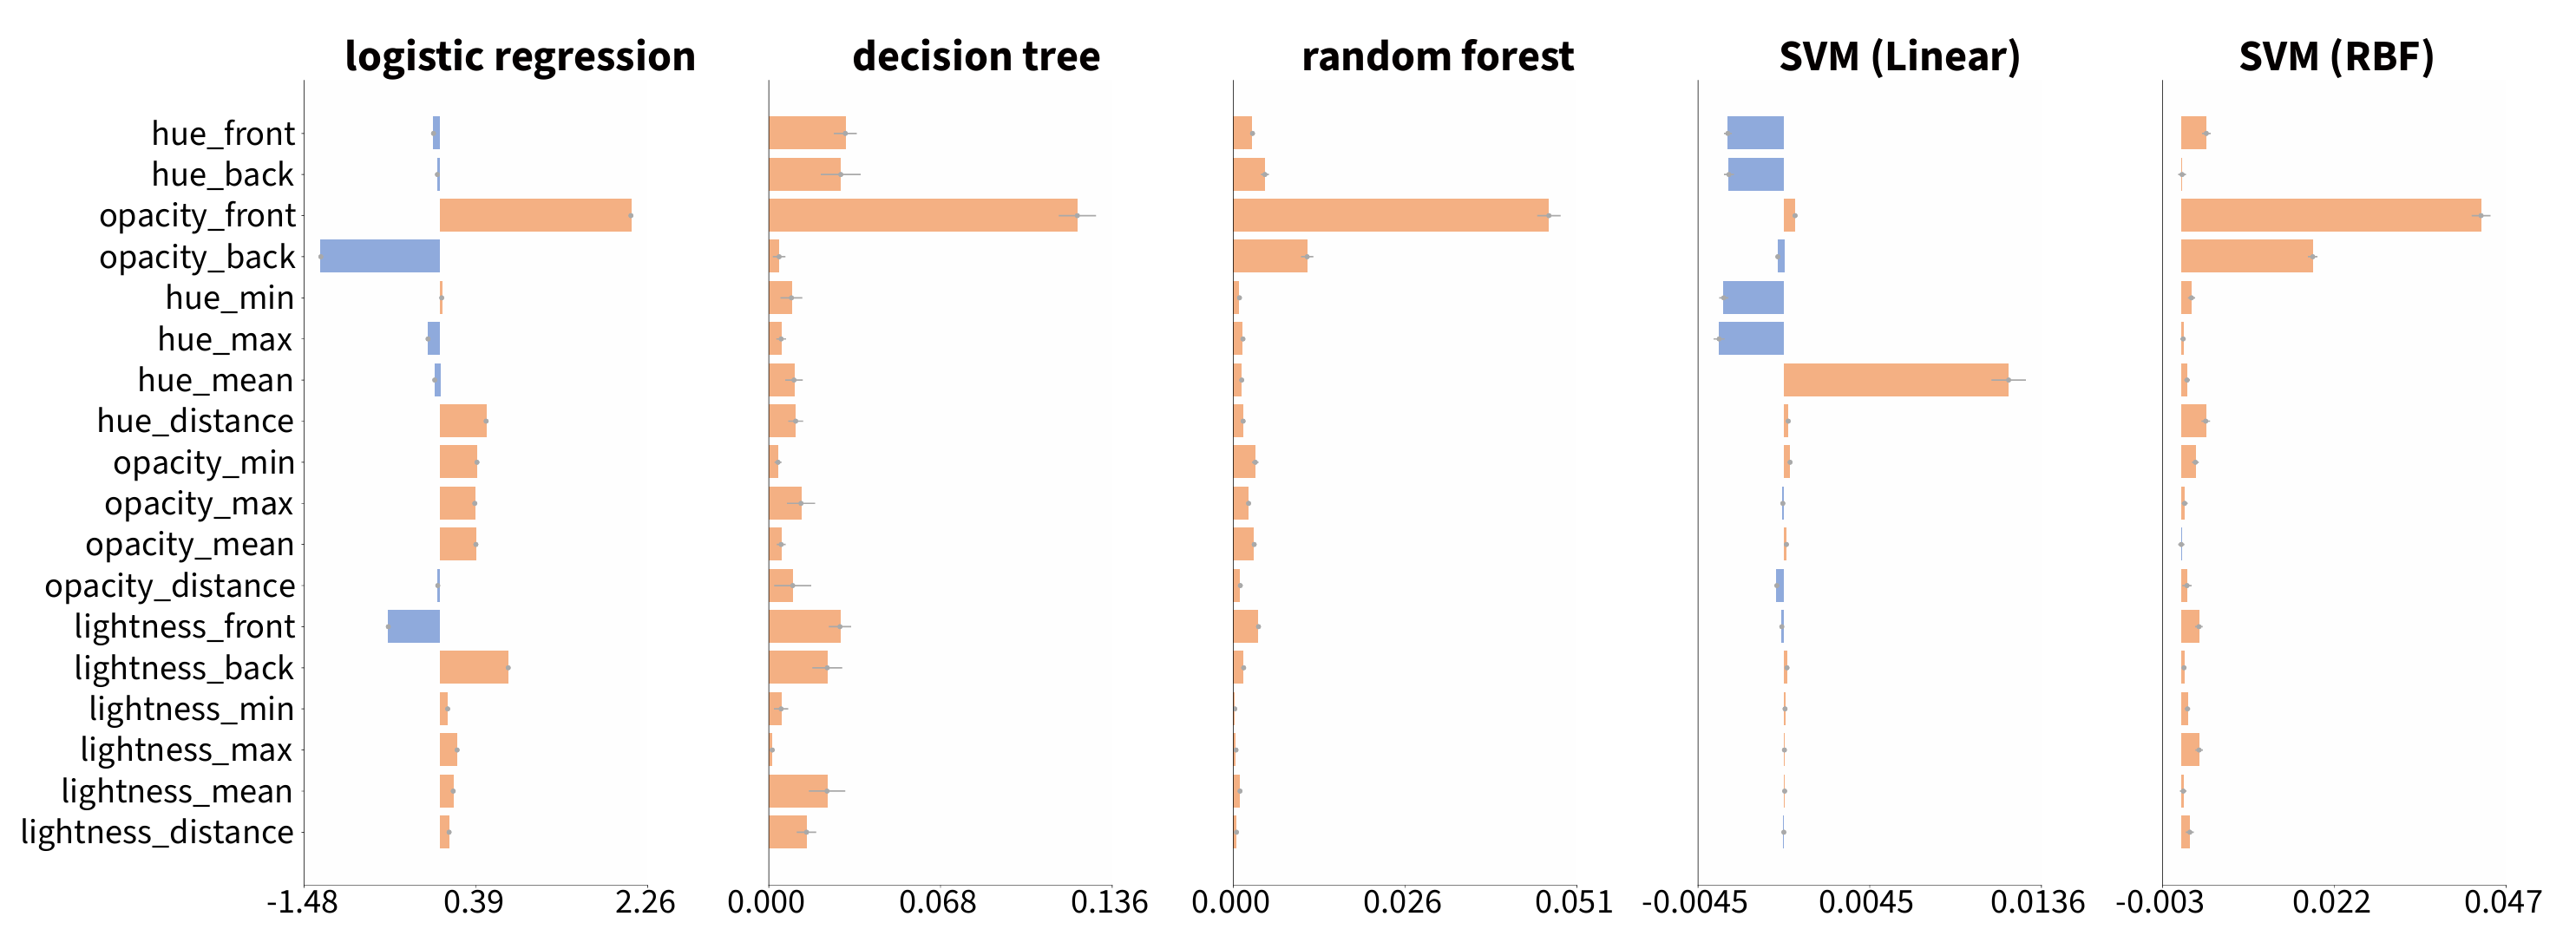 logistic regression decision tree random forest SVM (Linear) SVM (RBF)
hue_front
hue_back
opacity_front
opacity_back
hue_min
hue_max
hue_mean
hue_distance
opacity_min
opacity_max
opacity_mean
opacity_distance
lightness_front
lightness_back
lightness_min
lightness_max
lightness_mean
lightness_distance
-1.48 0.39 2.26 0.000 0.068 0.136 0.000 0.026 0.051 -0.0045 0.0045 0.0136 -0.003 0.022 0.047